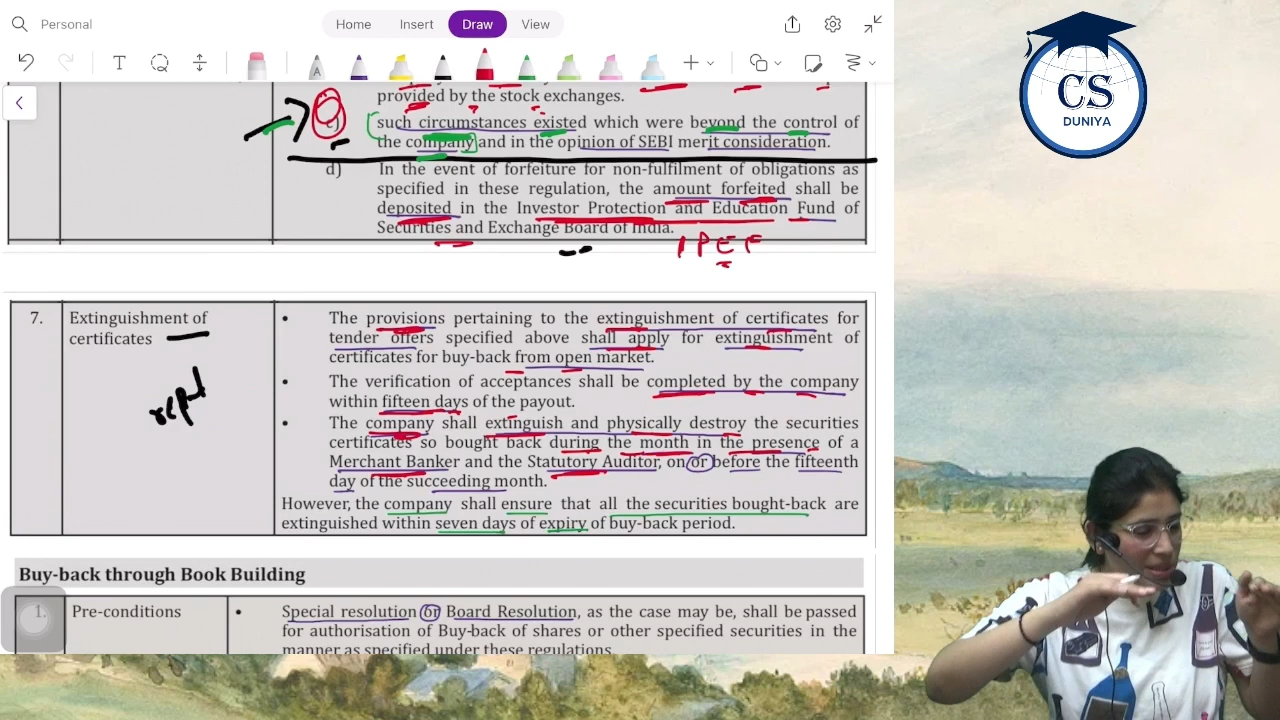 Personal
Home Insert Draw View
T
A
provided by the stock exchanges.
such circumstances existed which were beyond the control of
the company and in the opinion of SEBI merit consideration.
d) In the event of forfeiture for non-fulfilment of obligations as
specified in these regulation, the amount forfeited shall be
deposited in the Investor Protection and Education Fund of
Securities and Exchange Board of India.
IPEF
7. Extinguishment of
certificates
• The provisions pertaining to the extinguishment of certificates for
tender offers specified above shall apply for extinguishment of
certificates for buy-back from open market.
• The verification of acceptances shall be completed by the company
within fifteen days of the payout.
• The company shall extinguish and physically destroy the securities
certificates so bought back during the month in the presence of a
Merchant Banker and the Statutory Auditor, on or before the fifteenth
day of the succeeding month.
However, the company shall ensure that all the securities bought-back are
extinguished within seven days of expiry of buy-back period.
Buy-back through Book Building
1. Pre-conditions
• Special resolution or Board Resolution, as the case may be, shall be passed
for authorisation of Buy-back of shares or other specified securities in the
manner as specified under these regulations.
CS
DUNIYA